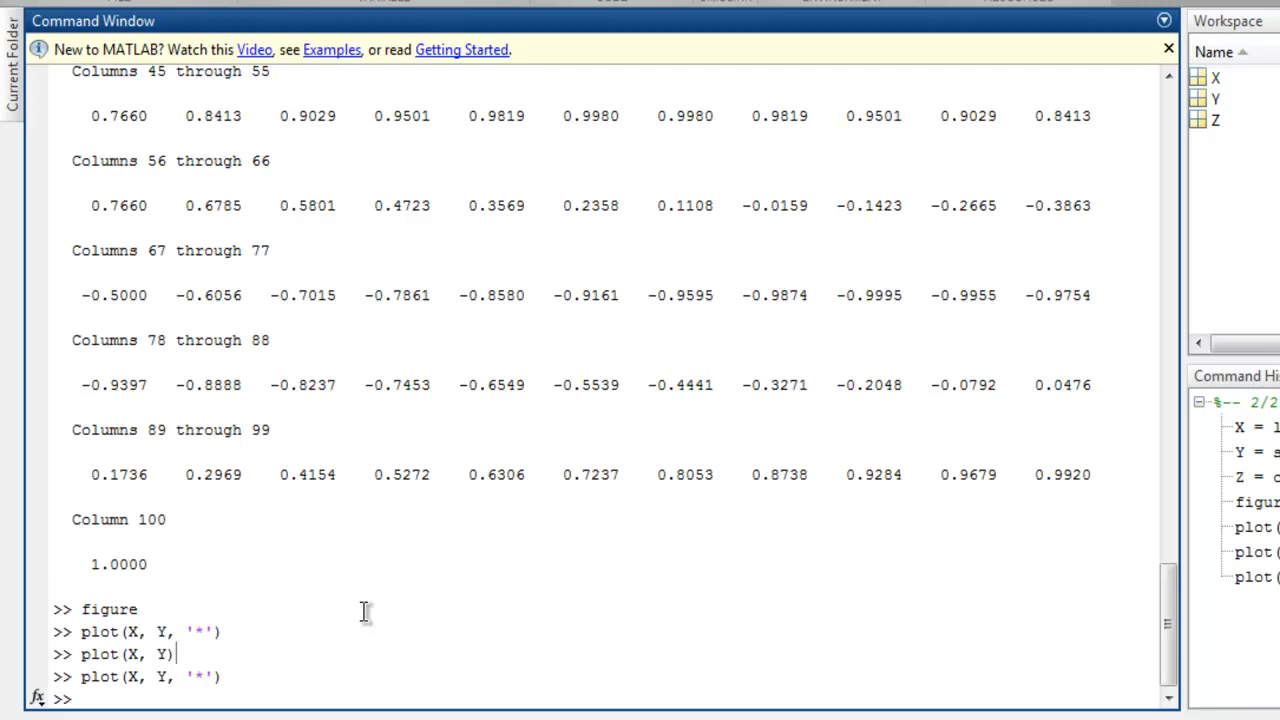 Command Window
Workspace
Current Folder
New to MATLAB? Watch this Video, see Examples, or read Getting Started.
Name
X
Y
Z
Columns 45 through 55
0.7660 0.8413 0.9029 0.9501 0.9819 0.9980 0.9980 0.9819 0.9501 0.9029 0.8413
Columns 56 through 66
0.7660 0.6785 0.5801 0.4723 0.3569 0.2358 0.1108 -0.0159 -0.1423 -0.2665 -0.3863
Columns 67 through 77
-0.5000 -0.6056 -0.7015 -0.7861 -0.8580 -0.9161 -0.9595 -0.9874 -0.9995 -0.9955 -0.9754
Columns 78 through 88
-0.9397 -0.8888 -0.8237 -0.7453 -0.6549 -0.5539 -0.4441 -0.3271 -0.2048 -0.0792 0.0476
Columns 89 through 99
0.1736 0.2969 0.4154 0.5272 0.6306 0.7237 0.8053 0.8738 0.9284 0.9679 0.9920
Column 100
1.0000
>> figure
>> plot(X, Y, '*')
>> plot(X, Y)
>> plot(X, Y, '*')
fx >>
Command His
%-- 2/2
X = l
Y = s
Z = c
figur
plot(
plot(
plot(